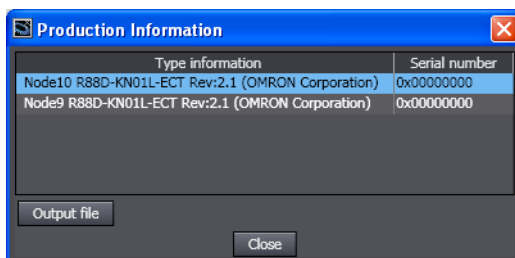 Production Information
Type information Serial number
Node10 R88D-KN01L-ECT Rev:2.1 (OMRON Corporation) 0x00000000
Node9 R88D-KN01L-ECT Rev:2.1 (OMRON Corporation) 0x00000000
Output file
Close